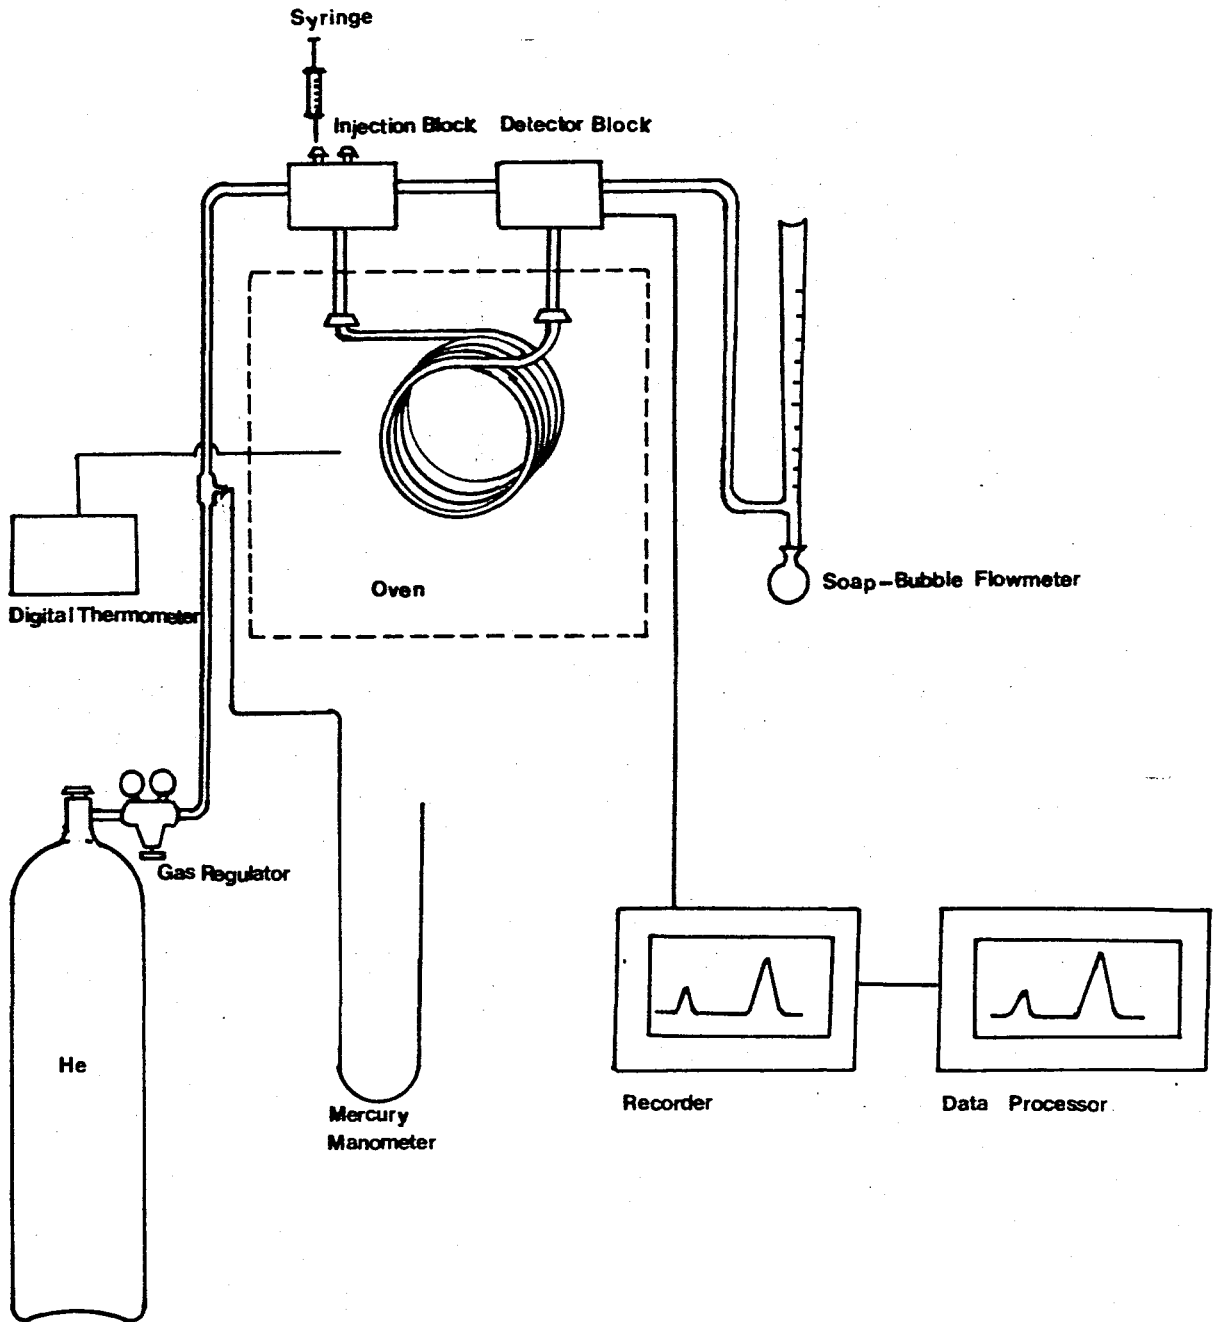 Syringe
Injection Block Detector Block
Digital Thermometer
Oven
Soap-Bubble Flowmeter
Gas Regulator
He
Mercury
Manometer
Recorder
Data Processor